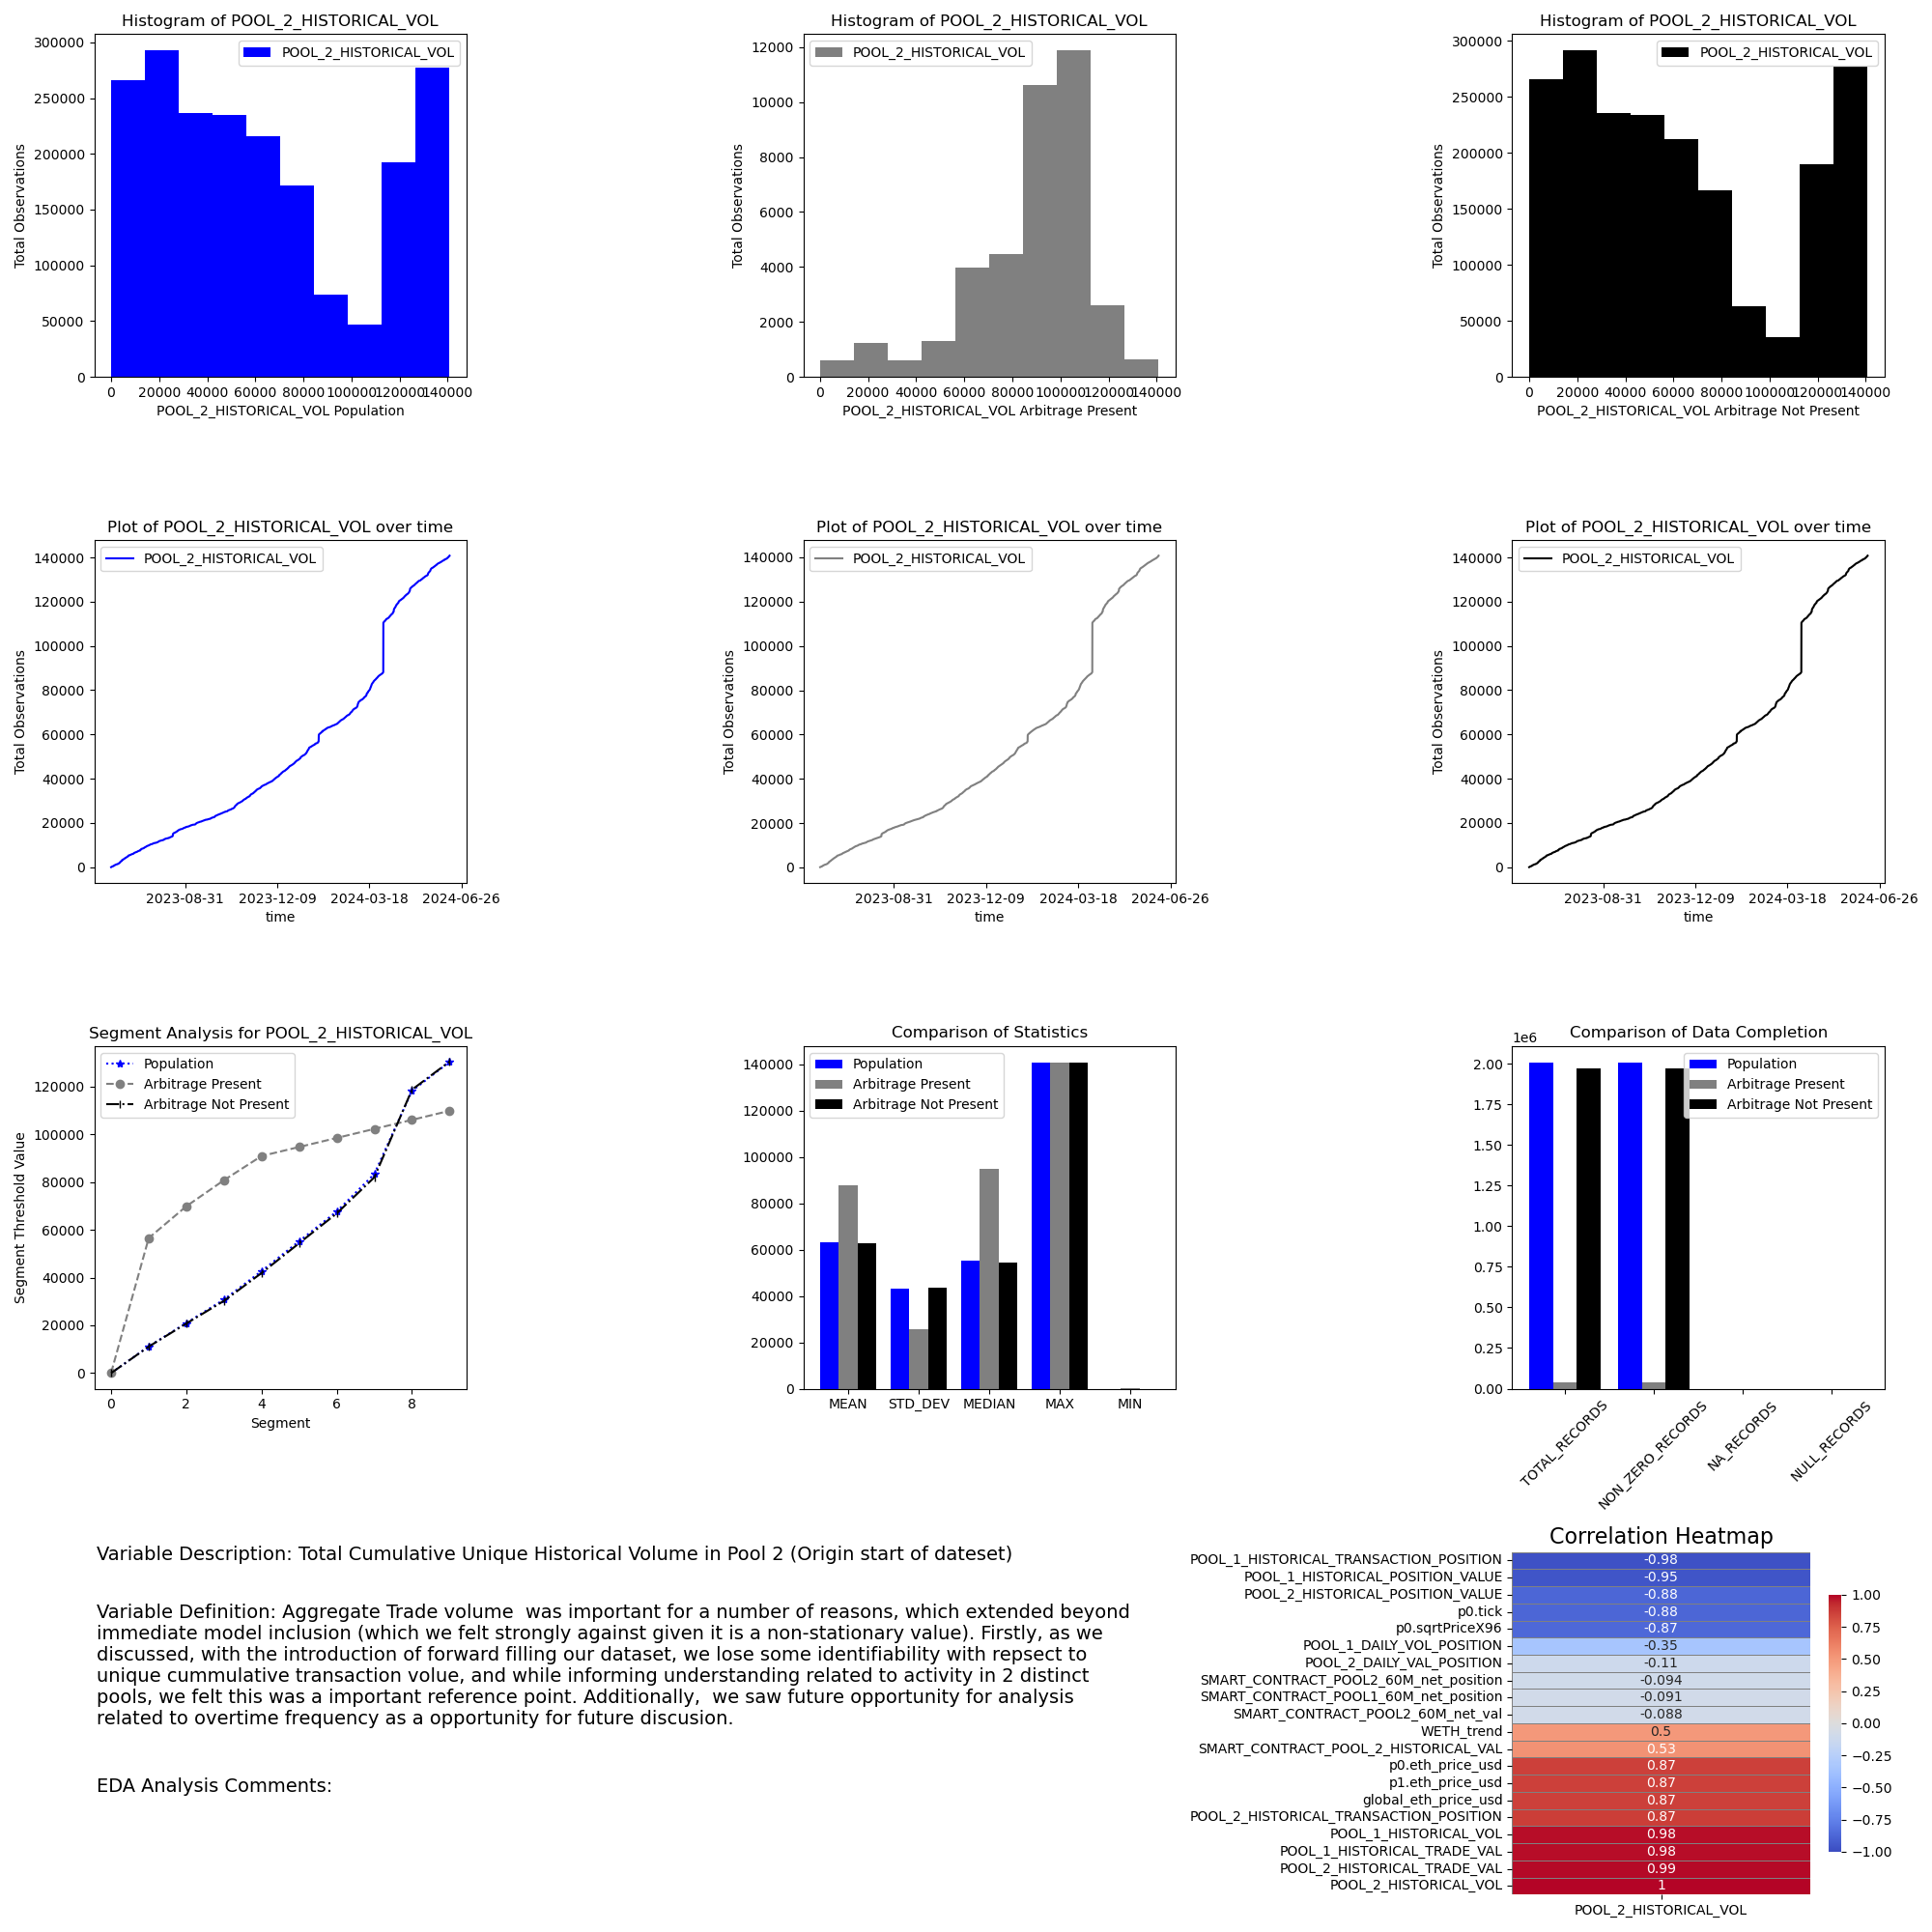 Histogram of POOL_2_HISTORICAL_VOL
POOL_2_HISTORICAL_VOL
Total Observations
300000
250000
200000
150000
100000
50000
0
0 20000 40000 60000 80000 100000 120000 140000
POOL_2_HISTORICAL_VOL Population
Histogram of POOL_2_HISTORICAL_VOL
POOL_2_HISTORICAL_VOL
Total Observations
12000
10000
8000
6000
4000
2000
0
0 20000 40000 60000 80000 100000 120000 140000
POOL_2_HISTORICAL_VOL Arbitrage Present
Histogram of POOL_2_HISTORICAL_VOL
POOL_2_HISTORICAL_VOL
Total Observations
300000
250000
200000
150000
100000
50000
0
0 20000 40000 60000 80000 100000 120000 140000
POOL_2_HISTORICAL_VOL Arbitrage Not Present
Plot of POOL_2_HISTORICAL_VOL over time
POOL_2_HISTORICAL_VOL
Total Observations
140000
120000
100000
80000
60000
40000
20000
0
2023-08-31 2023-12-09 2024-03-18 2024-06-26
time
Plot of POOL_2_HISTORICAL_VOL over time
POOL_2_HISTORICAL_VOL
Total Observations
140000
120000
100000
80000
60000
40000
20000
0
2023-08-31 2023-12-09 2024-03-18 2024-06-26
time
Plot of POOL_2_HISTORICAL_VOL over time
POOL_2_HISTORICAL_VOL
Total Observations
140000
120000
100000
80000
60000
40000
20000
0
2023-08-31 2023-12-09 2024-03-18 2024-06-26
time
Segment Analysis for POOL_2_HISTORICAL_VOL
Population
Arbitrage Present
Arbitrage Not Present
Segment Threshold Value
120000
100000
80000
60000
40000
20000
0
0 2 4 6 8
Segment
Comparison of Statistics
Population
Arbitrage Present
Arbitrage Not Present
140000
120000
100000
80000
60000
40000
20000
0
MEAN STD_DEV MEDIAN MAX MIN
Comparison of Data Completion
1e6
Population
Arbitrage Present
Arbitrage Not Present
2.00
1.75
1.50
1.25
1.00
0.75
0.50
0.25
0.00
TOTAL_RECORDS
NON_ZERO_RECORDS
NA_RECORDS
NULL_RECORDS
Variable Description: Total Cumulative Unique Historical Volume in Pool 2 (Origin start of dateset)
Variable Definition: Aggregate Trade volume  was important for a number of reasons, which extended beyond
immediate model inclusion (which we felt strongly against given it is a non-stationary value). Firstly, as we
discussed, with the introduction of forward filling our dataset, we lose some identifiability with repsect to
unique cummulative transaction volue, and while informing understanding related to activity in 2 distinct
pools, we felt this was a important reference point. Additionally,  we saw future opportunity for analysis
related to overtime frequency as a opportunity for future discusion.
EDA Analysis Comments:
Correlation Heatmap
POOL_1_HISTORICAL_TRANSACTION_POSITION -0.98
POOL_1_HISTORICAL_POSITION_VALUE -0.95
POOL_2_HISTORICAL_POSITION_VALUE -0.88
p0.tick -0.88
p0.sqrtPriceX96 -0.87
POOL_1_DAILY_VOL_POSITION -0.35
POOL_2_DAILY_VAL_POSITION -0.11
SMART_CONTRACT_POOL2_60M_net_position -0.094
SMART_CONTRACT_POOL1_60M_net_position -0.091
SMART_CONTRACT_POOL2_60M_net_val -0.088
WETH_trend 0.5
SMART_CONTRACT_POOL_2_HISTORICAL_VAL 0.53
p0.eth_price_usd 0.87
p1.eth_price_usd 0.87
global_eth_price_usd 0.87
POOL_2_HISTORICAL_TRANSACTION_POSITION 0.87
POOL_1_HISTORICAL_VOL 0.98
POOL_1_HISTORICAL_TRADE_VAL 0.98
POOL_2_HISTORICAL_TRADE_VAL 0.99
POOL_2_HISTORICAL_VOL 1
POOL_2_HISTORICAL_VOL
1.00
0.75
0.50
0.25
0.00
−0.25
−0.50
−0.75
−1.00